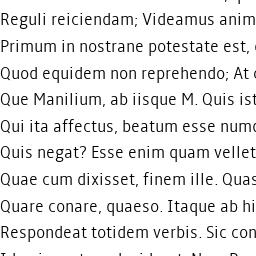 Reguli reiciendam; Videamus anim
Primum in nostrane potestate est,
Quod equidem non reprehendo; At
Que Manilium, ab iisque M. Quis ist
Qui ita affectus, beatum esse num
Quis negat? Esse enim quam vellet
Quae cum dixisset, finem ille. Quas
Quare conare, quaeso. Itaque ab hi
Respondeat totidem verbis. Sic con